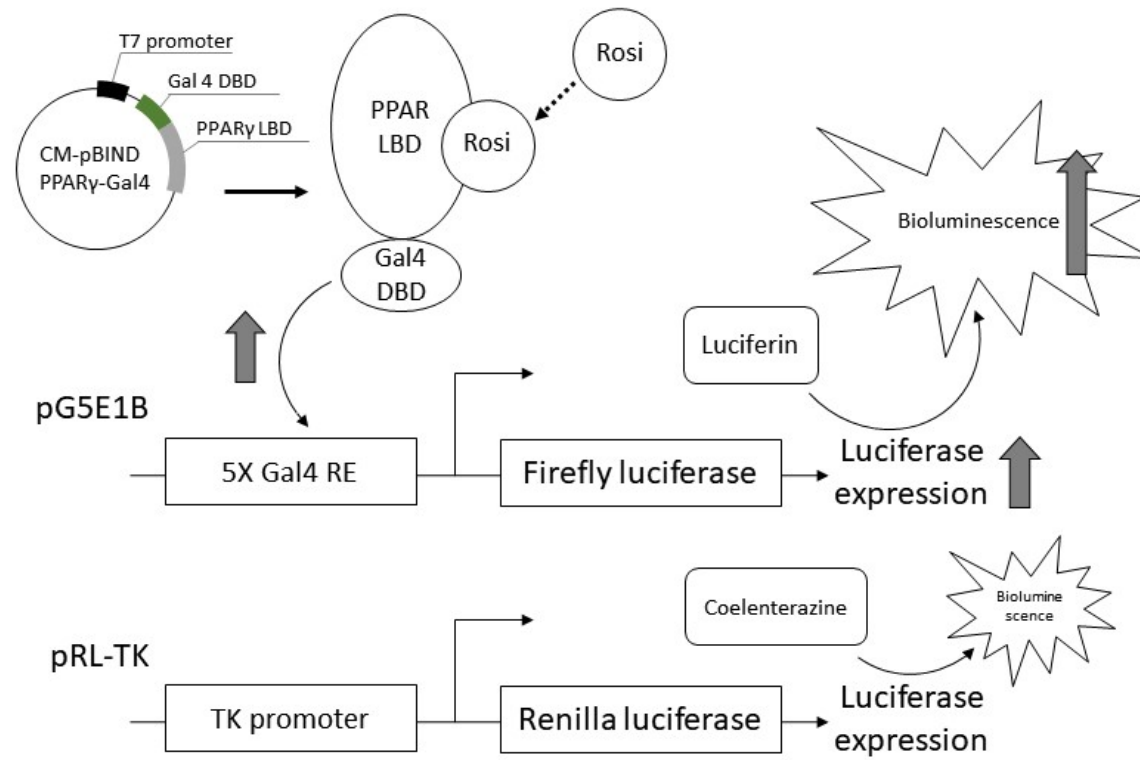 T7 promoter
Gal 4 DBD
PPARγ LBD
CM-pBIND
PPARγ-Gal4
PPAR
LBD
Rosi
Rosi
Gal4
DBD
Bioluminescence
Luciferin
pG5E1B
5X Gal4 RE
Firefly luciferase
Luciferase
expression
Coelenterazine
Biolumine
scence
pRL-TK
TK promoter
Renilla luciferase
Luciferase
expression